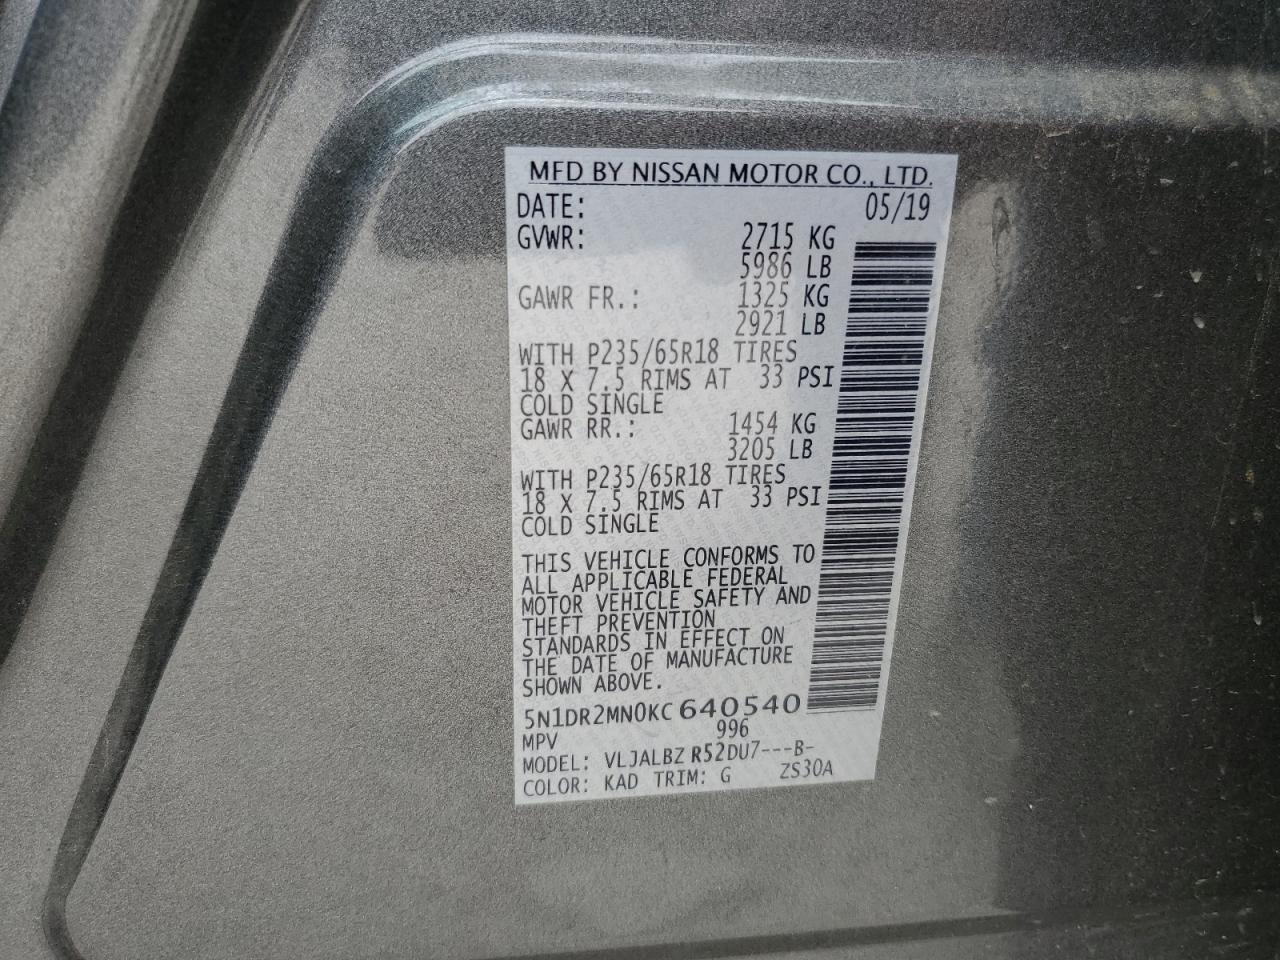 MFD BY NISSAN MOTOR CO., LTD.
DATE: 05/19
GVWR: 2715 KG
5986 LB
GAWR FR.: 1325 KG
2921 LB
WITH P235/65R18 TIRES
18 X 7.5 RIMS AT 33 PSI
COLD SINGLE
GAWR RR.: 1454 KG
3205 LB
WITH P235/65R18 TIRES
18 X 7.5 RIMS AT 33 PSI
COLD SINGLE
THIS VEHICLE CONFORMS TO
ALL APPLICABLE FEDERAL
MOTOR VEHICLE SAFETY AND
THEFT PREVENTION
STANDARDS IN EFFECT ON
THE DATE OF MANUFACTURE
SHOWN ABOVE.
5N1DR2MN0KC640540
MPV 996
MODEL: VLJALBZ R52DU7---B-
COLOR: KAD TRIM: G ZS30A